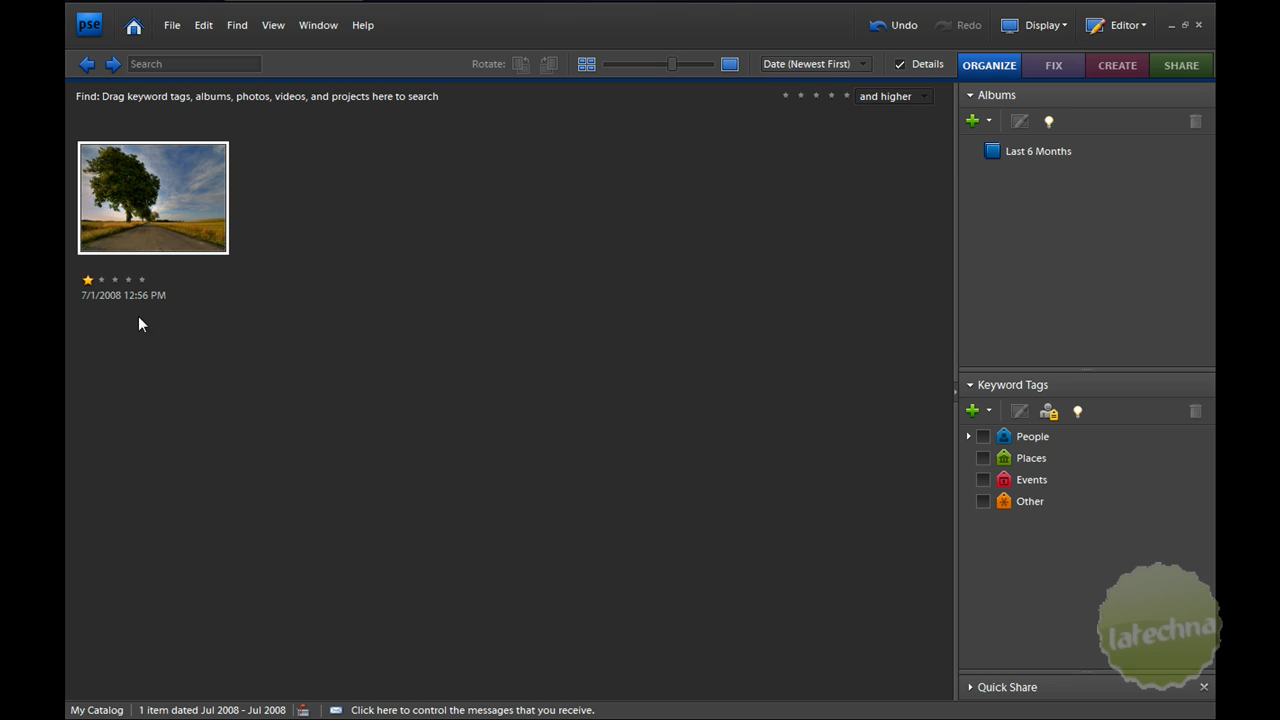 pse File Edit Find View Window Help Undo Redo Display Editor
Search Rotate: Date (Newest First) Details ORGANIZE FIX CREATE SHARE
Find: Drag keyword tags, albums, photos, videos, and projects here to search and higher
Albums
Last 6 Months
7/1/2008 12:56 PM
Keyword Tags
People
Places
Events
Other
latechna
Quick Share
My Catalog 1 item dated Jul 2008 - Jul 2008 Click here to control the messages that you receive.